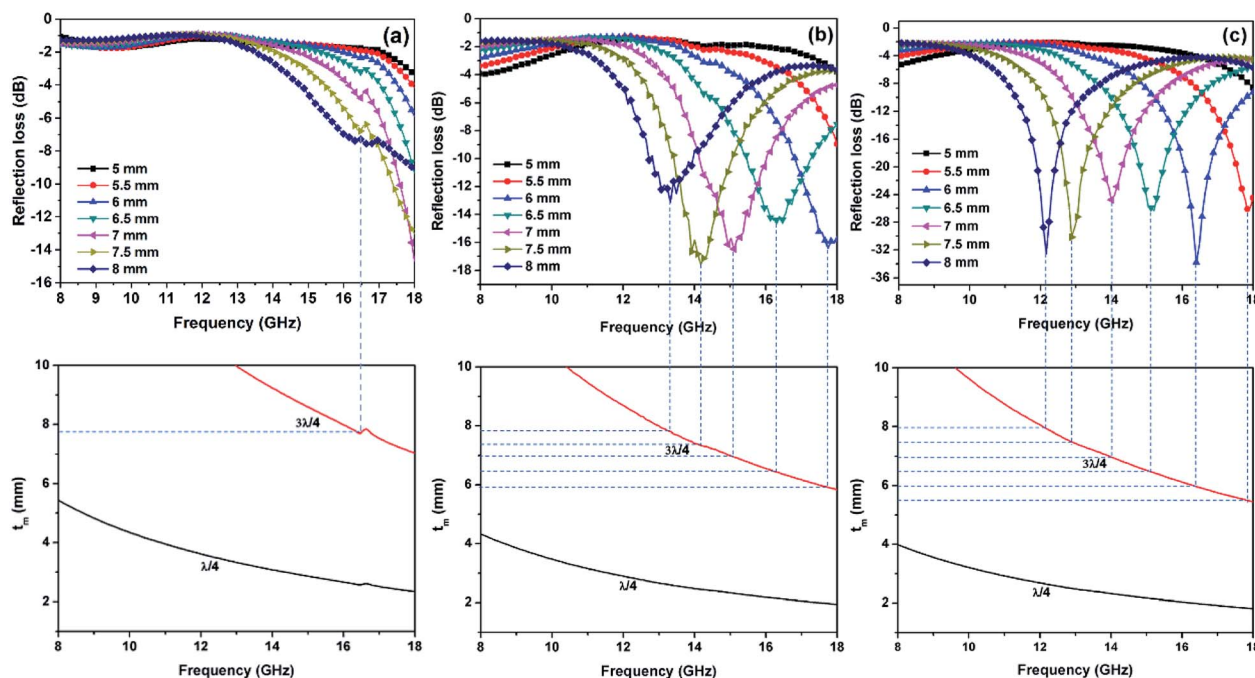 (a)
Reflection loss (dB)
0
-2
-4
-6
-8
-10
-12
-14
-16
5 mm
5.5 mm
6 mm
6.5 mm
7 mm
7.5 mm
8 mm
8 9 10 11 12 13 14 15 16 17 18
Frequency (GHz)
(b)
Reflection loss (dB)
0
-2
-4
-6
-8
-10
-12
-14
-16
-18
5 mm
5.5 mm
6 mm
6.5 mm
7 mm
7.5 mm
8 mm
8 10 12 14 16 18
Frequency (GHz)
(c)
Reflection loss (dB)
0
-4
-8
-12
-16
-20
-24
-28
-32
-36
5 mm
5.5 mm
6 mm
6.5 mm
7 mm
7.5 mm
8 mm
8 10 12 14 16 18
Frequency (GHz)
tm (mm)
10
8
6
4
2
3λ/4
λ/4
8 10 12 14 16 18
Frequency (GHz)
tm (mm)
10
8
6
4
2
3λ/4
λ/4
8 10 12 14 16 18
Frequency (GHz)
tm (mm)
10
8
6
4
2
3λ/4
λ/4
8 10 12 14 16 18
Frequency (GHz)